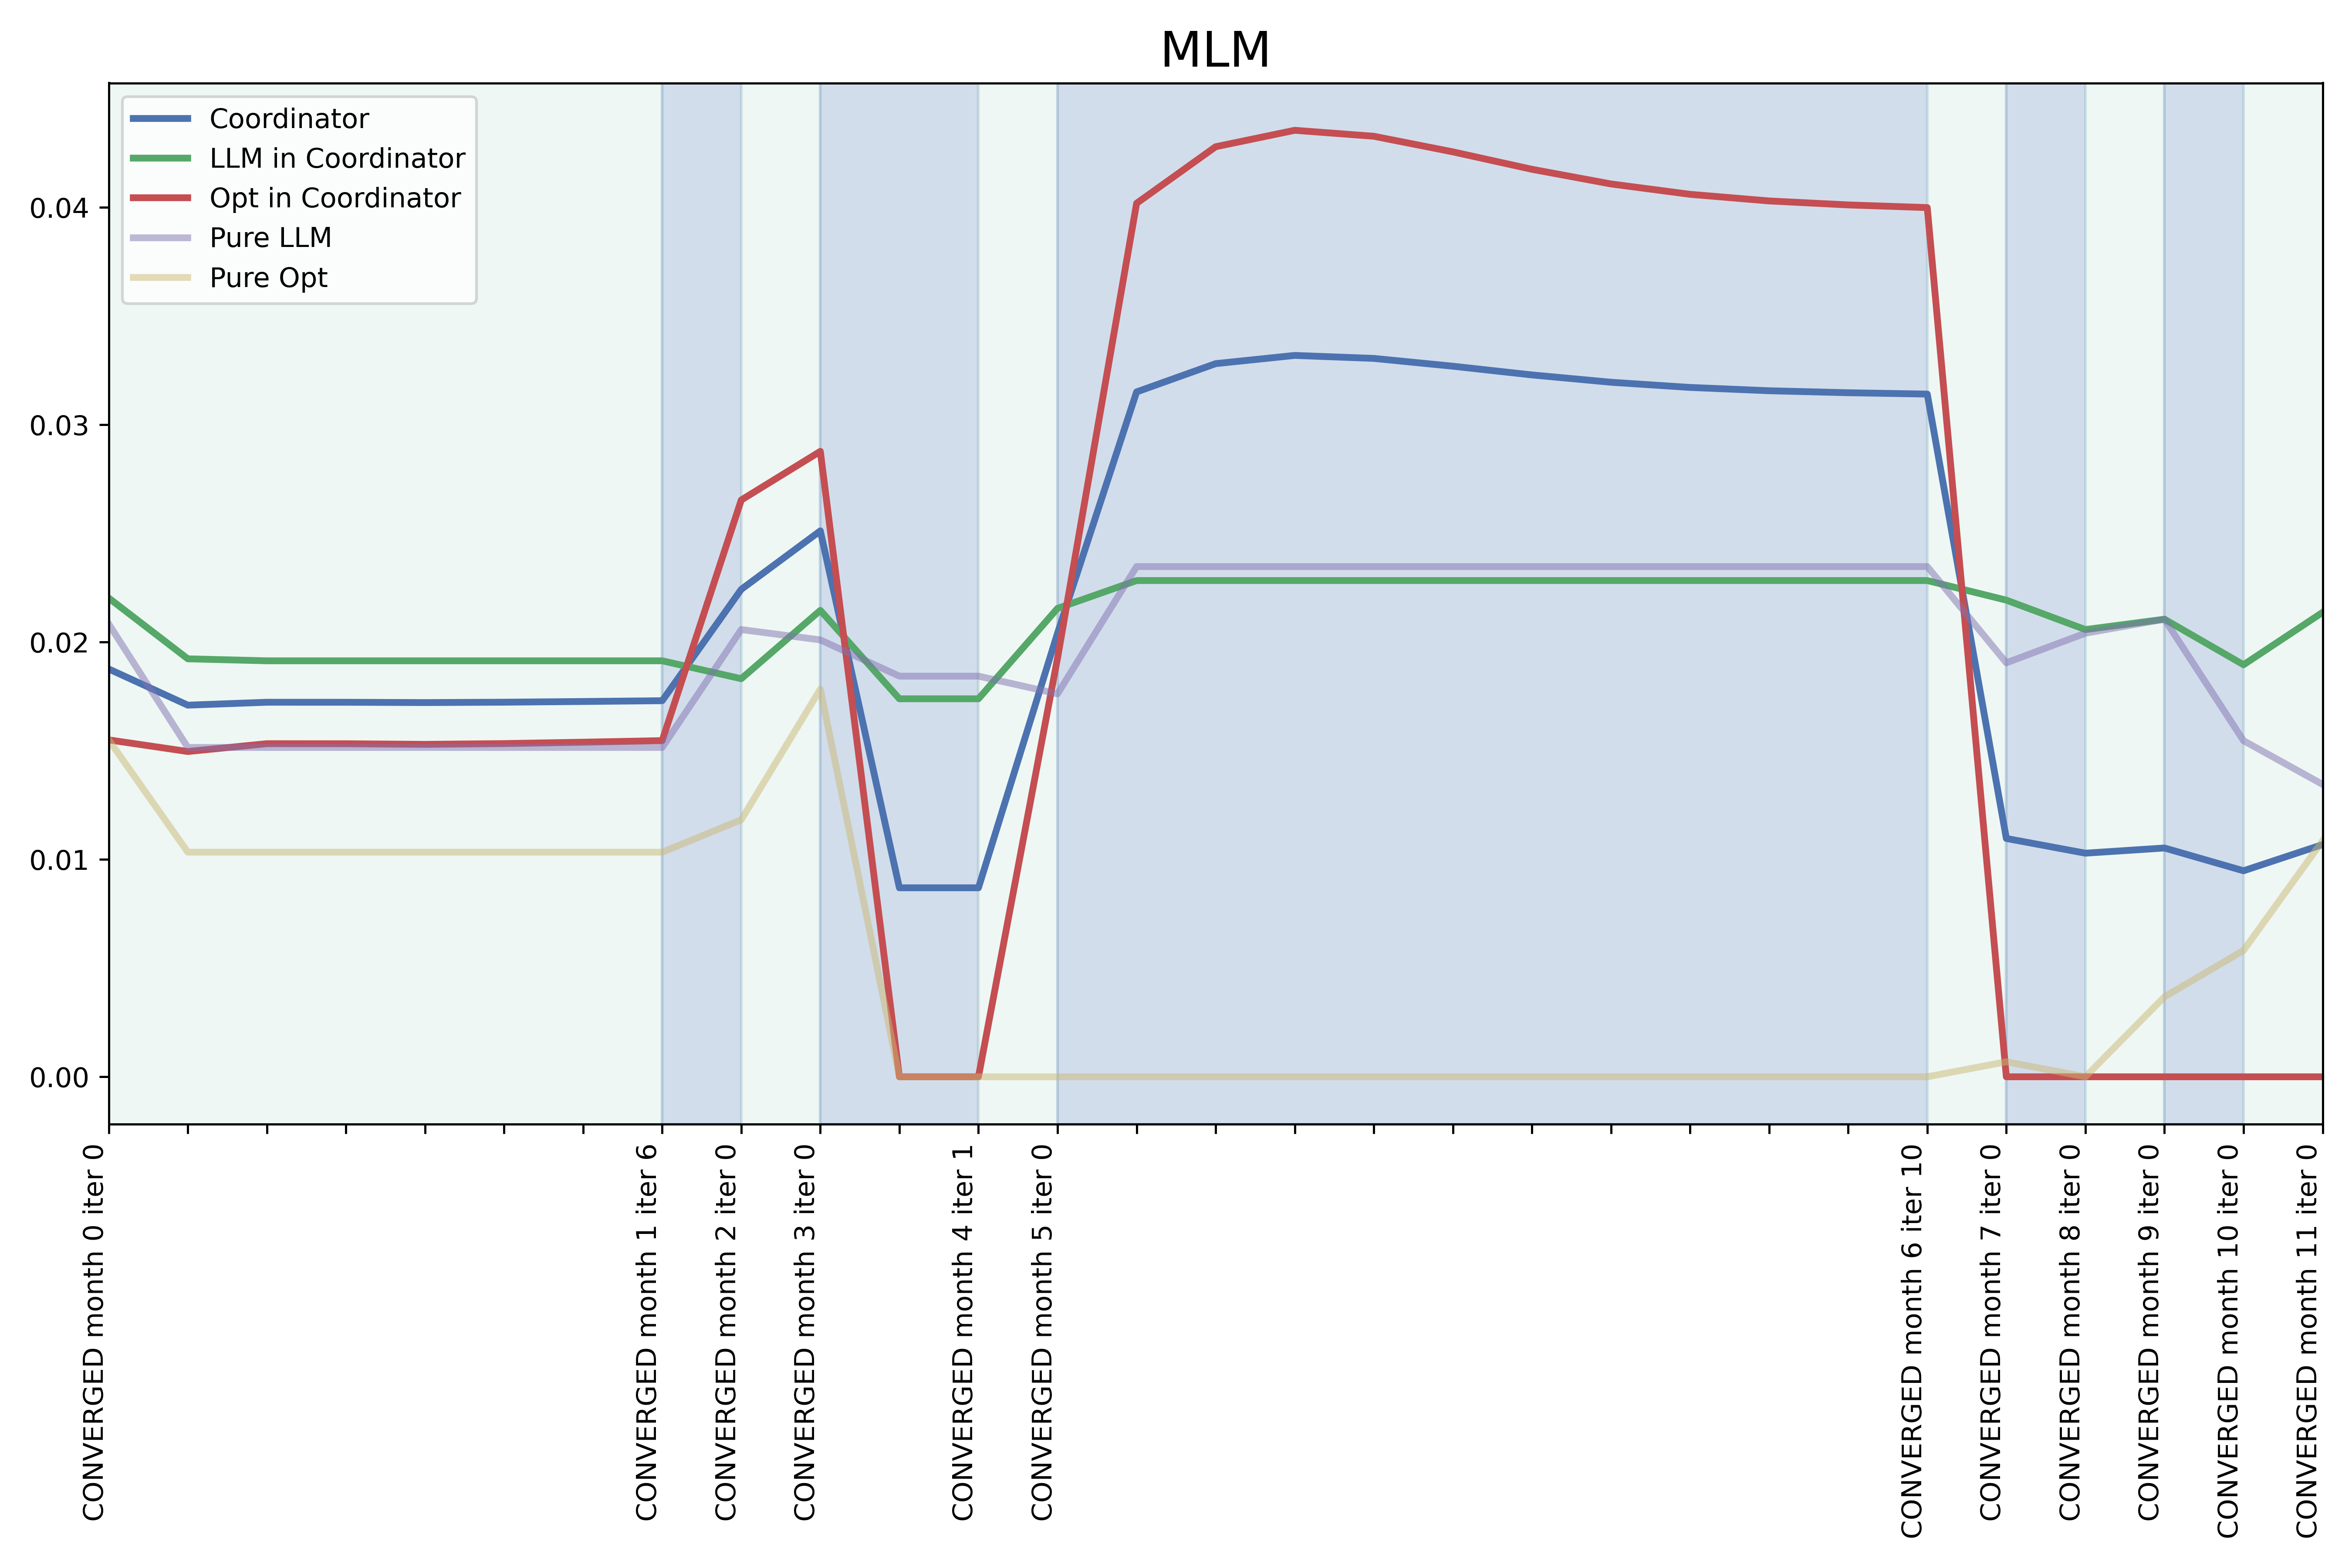 MLM
Coordinator
LLM in Coordinator
Opt in Coordinator
Pure LLM
Pure Opt
0.04
0.03
0.02
0.01
0.00
CONVERGED month 0 iter 0
CONVERGED month 1 iter 6
CONVERGED month 2 iter 0
CONVERGED month 3 iter 0
CONVERGED month 4 iter 1
CONVERGED month 5 iter 0
CONVERGED month 6 iter 10
CONVERGED month 7 iter 0
CONVERGED month 8 iter 0
CONVERGED month 9 iter 0
CONVERGED month 10 iter 0
CONVERGED month 11 iter 0